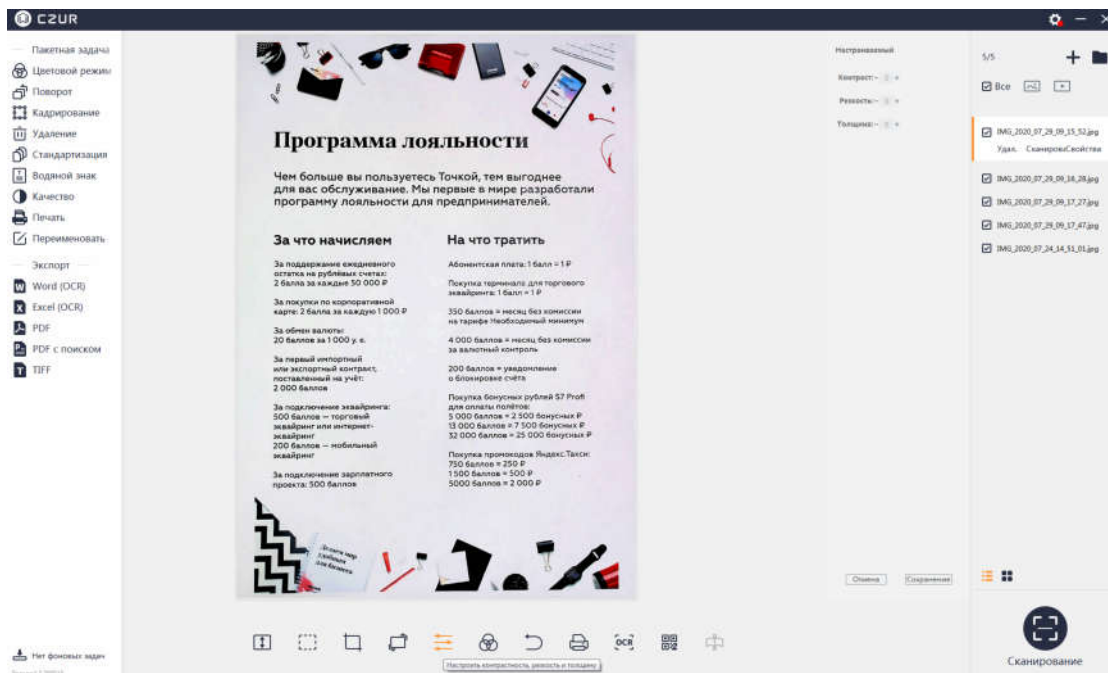 CZUR
Пакетная задача
Цветовой режим
Поворот
Кадрирование
Удаление
Стандартизация
Водяной знак
Качество
Печать
Переименовать
Экспорт
Word (OCR)
Excel (OCR)
PDF
PDF с поиском
TIFF
Нет фоновых задач
Программа лояльности
Чем больше вы пользуетесь Точкой, тем выгоднее
для вас обслуживание. Мы первые в мире разработали
программу лояльности для предпринимателей.
За что начисляем
За поддержание ежедневного
остатка на рублёвых счетах:
2 балла за каждые 50 000 ₽
За покупки по корпоративной
карте: 2 балла за каждую 1 000 ₽
За обмен валюты:
20 баллов за 1 000 у. е.
За первый импортный
или экспортный контракт,
поставленный на учёт:
2 000 баллов
За подключение эквайринга:
500 баллов — торговый
эквайринг или интернет-
эквайринг
200 баллов — мобильный
эквайринг
За подключение зарплатного
проекта: 500 баллов
На что тратить
Абонентская плата: 1 балл = 1 ₽
Покупка терминала для торгового
эквайринга: 1 балл = 1 ₽
350 баллов = месяц без комиссии
на тарифе Необходимый минимум
4 000 баллов = месяц без комиссии
за валютный контроль
200 баллов = уведомление
о блокировке счёта
Покупка бонусных рублей S7 Profi
для оплаты полётов:
5 000 баллов = 2 500 бонусных ₽
13 000 баллов = 7 500 бонусных ₽
32 000 баллов = 25 000 бонусных ₽
Покупка промокодов Яндекс.Такси:
750 баллов = 250 ₽
1 500 баллов = 500 ₽
5000 баллов = 2 000 ₽
Делаем мир
удобным
для бизнеса
OCR
Настроить контрастность, резкость и толщину
Настраиваемый
Контраст: - +
Резкость: - +
Толщина: - +
Отмена Сохранение
5/5
Все
IMG_2020_07_29_09_15_52.jpg
Удал. СканироваСвойства
IMG_2020_07_29_09_16_28.jpg
IMG_2020_07_29_09_17_27.jpg
IMG_2020_07_29_09_17_47.jpg
IMG_2020_07_24_14_51_01.jpg
Сканирование